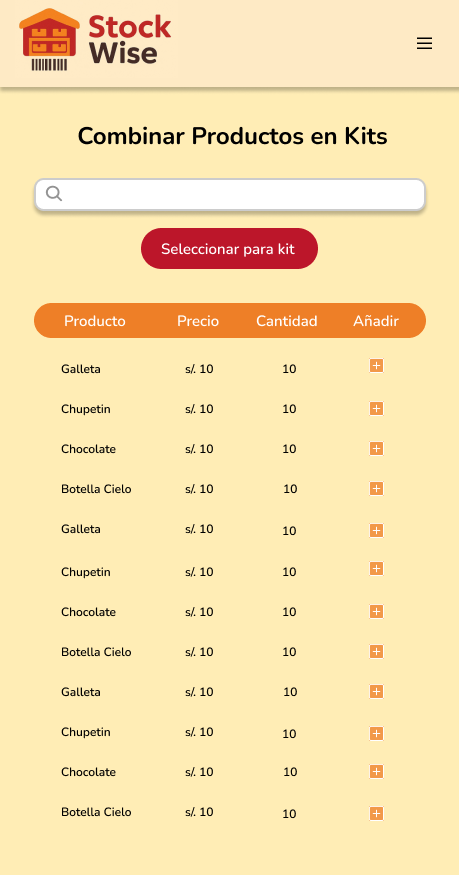 Stock
Wise
Combinar Productos en Kits
Seleccionar para kit
Producto Precio Cantidad Añadir
Galleta s/. 10 10
Chupetin s/. 10 10
Chocolate s/. 10 10
Botella Cielo s/. 10 10
Galleta s/. 10 10
Chupetin s/. 10 10
Chocolate s/. 10 10
Botella Cielo s/. 10 10
Galleta s/. 10 10
Chupetin s/. 10 10
Chocolate s/. 10 10
Botella Cielo s/. 10 10